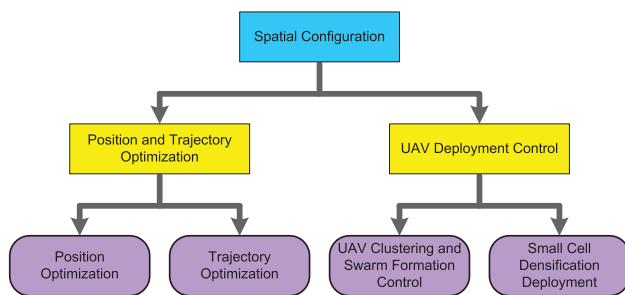 Spatial Configuration
Position and Trajectory
Optimization
UAV Deployment Control
Position
Optimization
Trajectory
Optimization
UAV Clustering and
Swarm Formation
Control
Small Cell
Densification
Deployment